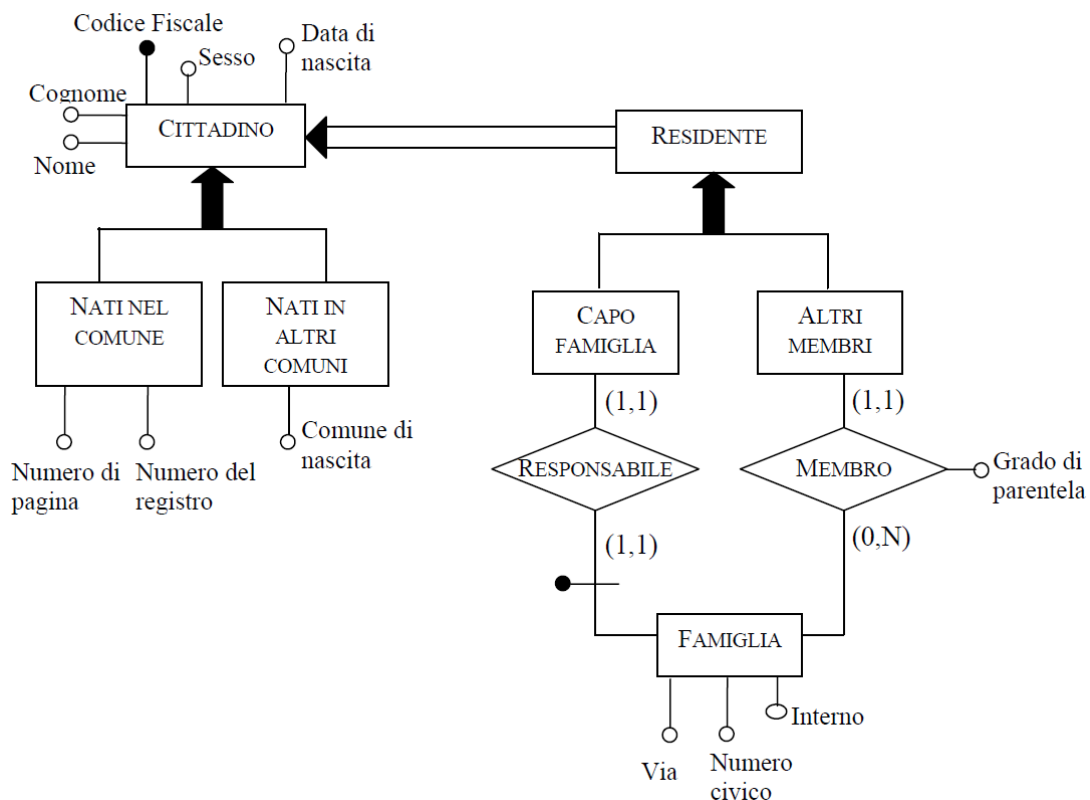 Codice Fiscale
Sesso
Data di
nascita
Cognome
Nome
CITTADINO
RESIDENTE
NATI NEL
COMUNE
NATI IN
ALTRI
COMUNI
CAPO
FAMIGLIA
ALTRI
MEMBRI
Numero di
pagina
Numero del
registro
Comune di
nascita
(1,1)
(1,1)
RESPONSABILE
MEMBRO
Grado di
parentela
(1,1)
(0,N)
FAMIGLIA
Via
Numero
civico
Interno